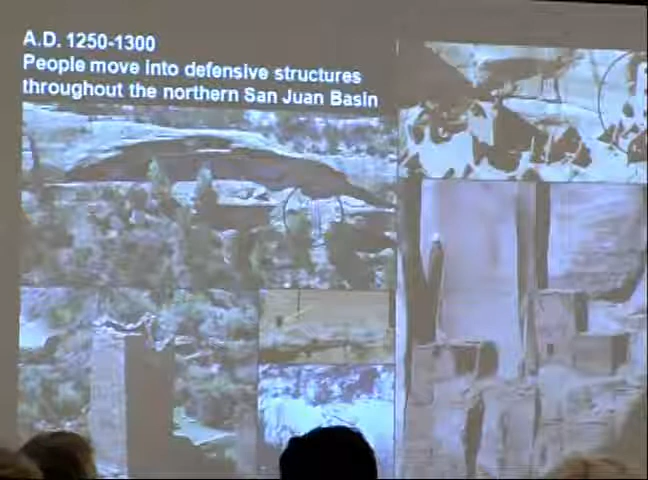 A.D. 1250-1300
People move into defensive structures
throughout the northern San Juan Basin